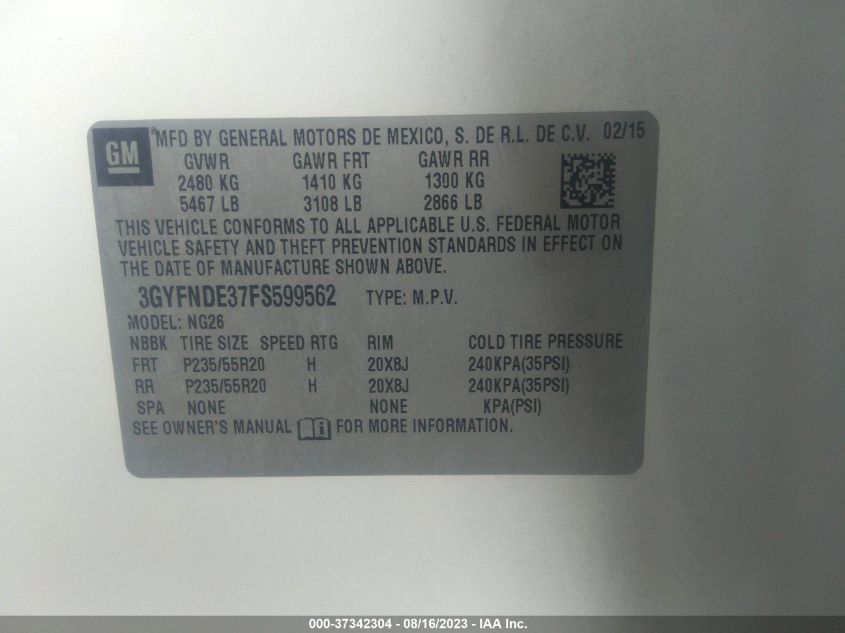 GM
®MFD BY GENERAL MOTORS DE MEXICO, S. DE R.L. DE C.V. 02/15
GVWR GAWR FRT GAWR RR
2480 KG 1410 KG 1300 KG
5467 LB 3108 LB 2866 LB
THIS VEHICLE CONFORMS TO ALL APPLICABLE U.S. FEDERAL MOTOR
VEHICLE SAFETY AND THEFT PREVENTION STANDARDS IN EFFECT ON
THE DATE OF MANUFACTURE SHOWN ABOVE.
3GYFNDE37FS599562 TYPE: M.P.V.
MODEL: NG26
NBBK TIRE SIZE SPEED RTG RIM COLD TIRE PRESSURE
FRT P235/55R20 H 20X8J 240KPA(35PSI)
RR P235/55R20 H 20X8J 240KPA(35PSI)
SPA NONE NONE KPA(PSI)
SEE OWNER'S MANUAL i FOR MORE INFORMATION.
000-37342304 - 08/16/2023 - IAA Inc.